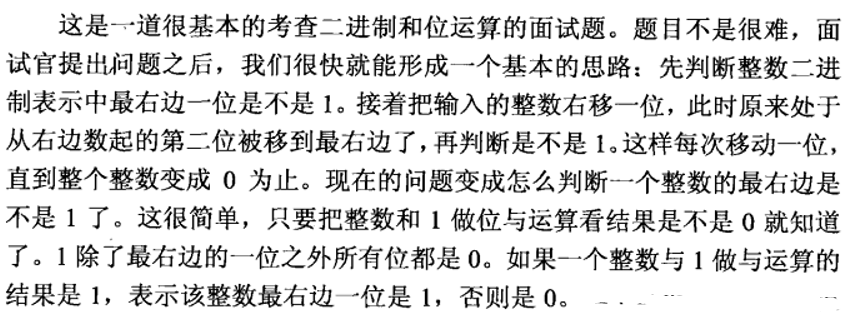 这是一道很基本的考查二进制和位运算的面试题。题目不是很难，面
试官提出问题之后，我们很快就能形成一个基本的思路：先判断整数二进
制表示中最右边一位是不是 1。接着把输入的整数右移一位，此时原来处于
从右边数起的第二位被移到最右边了，再判断是不是 1。这样每次移动一位，
直到整个整数变成 0 为止。现在的问题变成怎么判断一个整数的最右边是
不是 1 了。这很简单，只要把整数和 1 做位与运算看结果是不是 0 就知道
了。1 除了最右边的一位之外所有位都是 0。如果一个整数与 1 做与运算的
结果是 1，表示该整数最右边一位是 1，否则是 0。